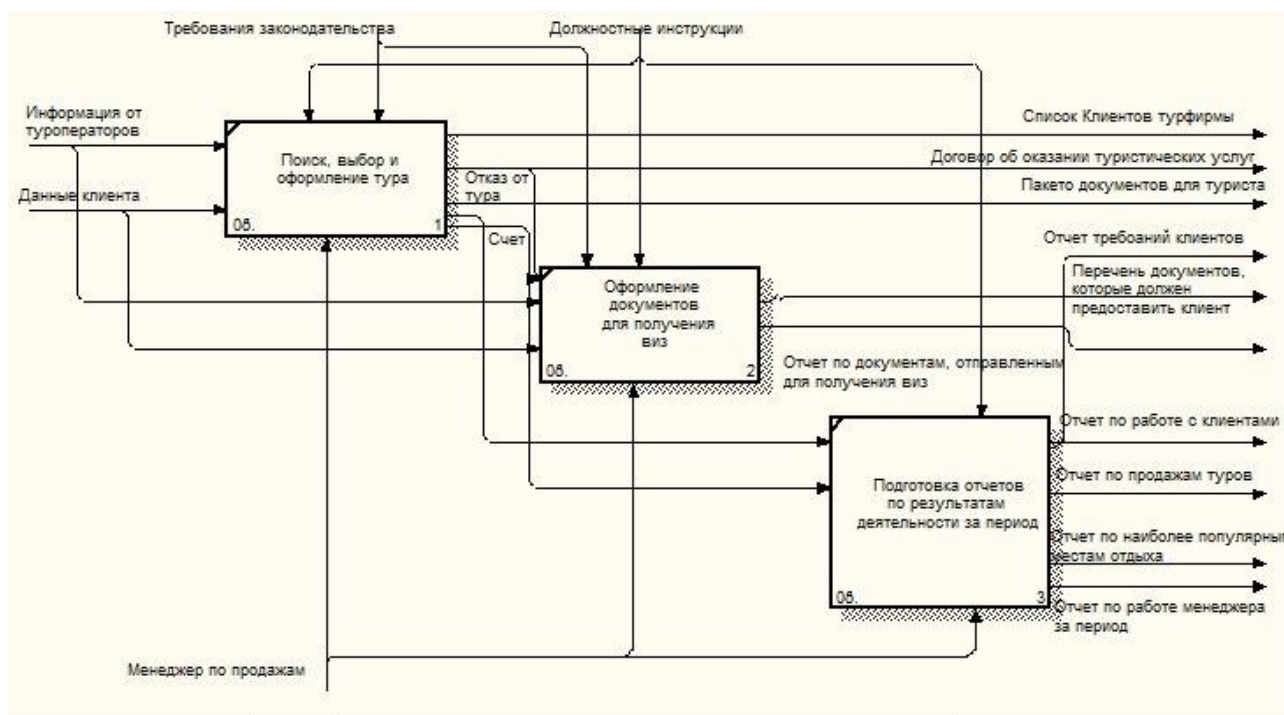 Требования законодательства
Должностные инструкции
Информация от
туроператоров
Данные клиента
Поиск, выбор и
оформление тура
0б.
1
Список Клиентов турфирмы
Договор об оказании туристических услуг
Отказ от
тура
Пакето документов для туриста
Счет
Отчет требоаний клиентов
Оформление
документов
для получения
виз
0б.
2
Перечень документов,
которые должен
предоставить клиент
Отчет по документам, отправленным
для получения виз
Подготовка отчетов
по результатам
деятельности за период
0б.
3
Отчет по работе с клиентами
Отчет по продажам туров
Отчет по наиболее популярны
местам отдыха
Отчет по работе менеджера
за период
Менеджер по продажам